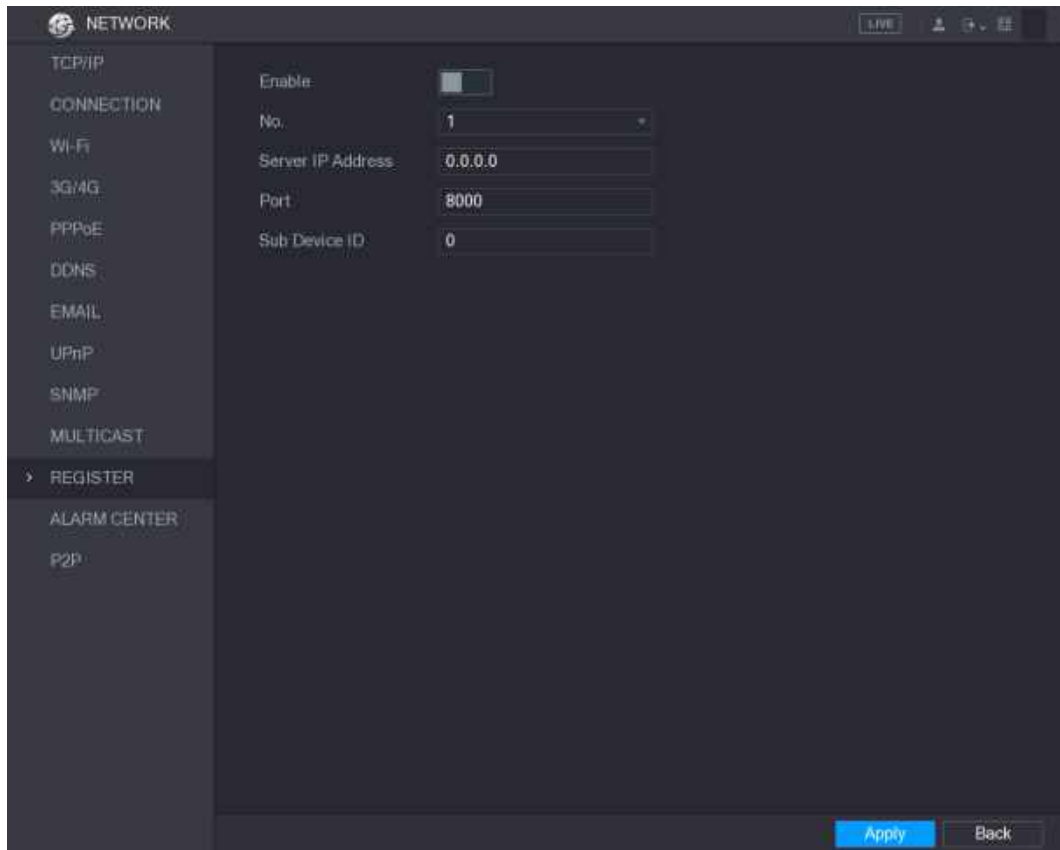 NETWORK
LIVE
TCP/IP
CONNECTION
Wi-Fi
3G/4G
PPPoE
DDNS
EMAIL
UPnP
SNMP
MULTICAST
REGISTER
ALARM CENTER
P2P
Enable
No. 1
Server IP Address 0.0.0.0
Port 8000
Sub Device ID 0
Apply Back